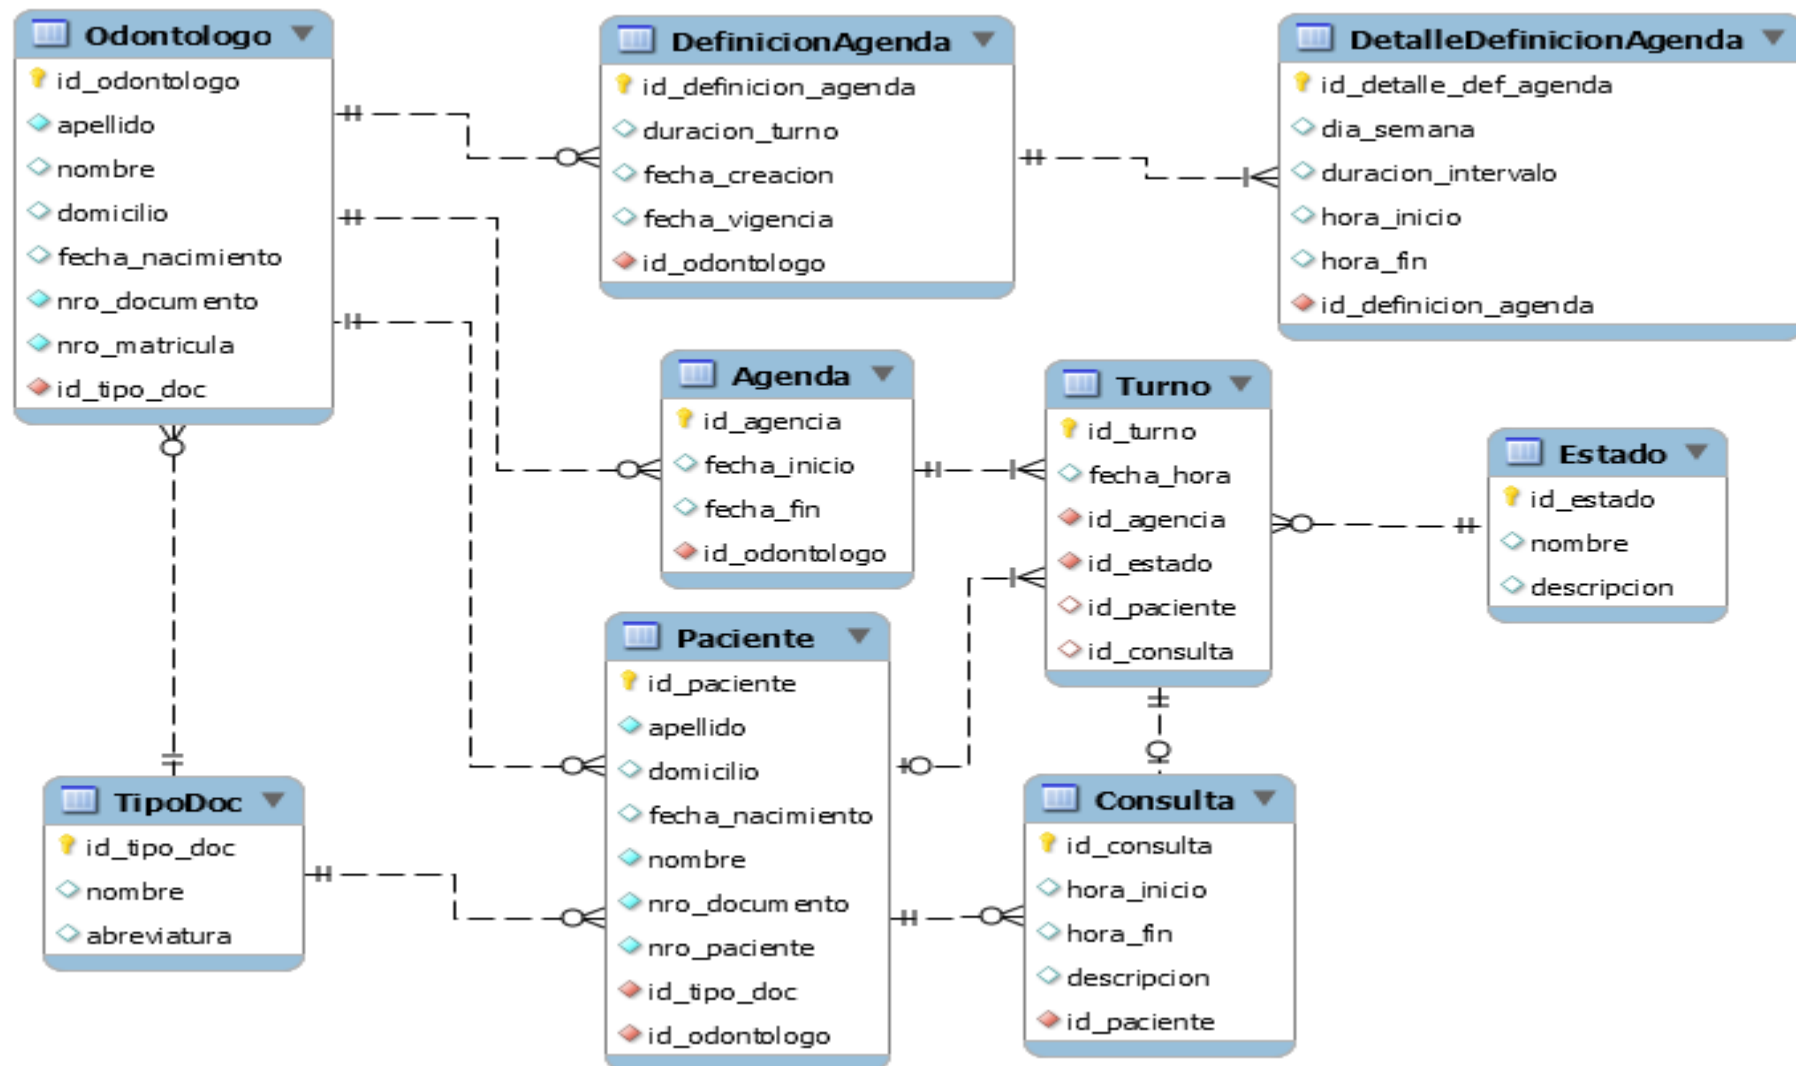 Odontologo
id_odontologo
apellido
nombre
domicilio
fecha_nacimiento
nro_documento
nro_matricula
id_tipo_doc
DefinicionAgenda
id_definicion_agenda
duracion_turno
fecha_creacion
fecha_vigencia
id_odontologo
DetalleDefinicionAgenda
id_detalle_def_agenda
dia_semana
duracion_intervalo
hora_inicio
hora_fin
id_definicion_agenda
Agenda
id_agencia
fecha_inicio
fecha_fin
id_odontologo
Turno
id_turno
fecha_hora
id_agencia
id_estado
id_paciente
id_consulta
Estado
id_estado
nombre
descripcion
Paciente
id_paciente
apellido
domicilio
fecha_nacimiento
nombre
nro_documento
nro_paciente
id_tipo_doc
id_odontologo
TipoDoc
id_tipo_doc
nombre
abreviatura
Consulta
id_consulta
hora_inicio
hora_fin
descripcion
id_paciente